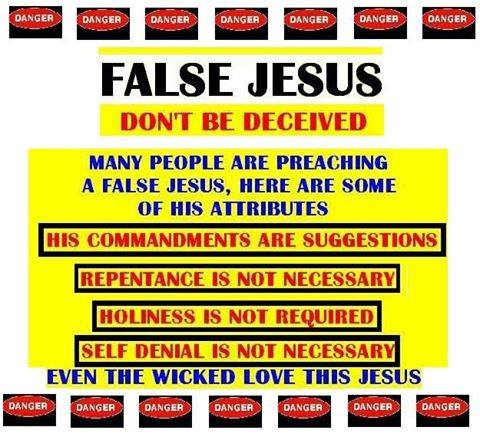 DANGER DANGER DANGER DANGER DANGER DANGER DANGER
FALSE JESUS
DON'T BE DECEIVED
MANY PEOPLE ARE PREACHING
A FALSE JESUS, HERE ARE SOME
OF HIS ATTRIBUTES
HIS COMMANDMENTS ARE SUGGESTIONS
REPENTANCE IS NOT NECESSARY
HOLINESS IS NOT REQUIRED
SELF DENIAL IS NOT NECESSARY
EVEN THE WICKED LOVE THIS JESUS
DANGER DANGER DANGER DANGER DANGER DANGER DANGER